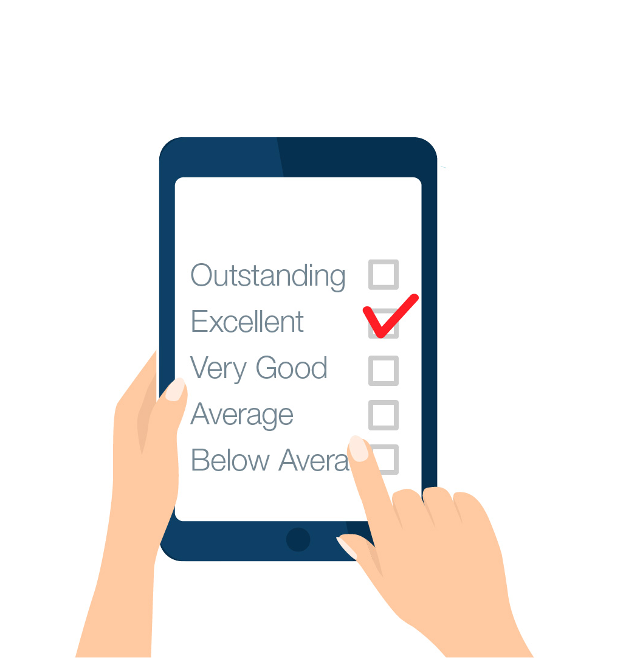 Outstanding
Excellent
Very Good
Average
Below Avera